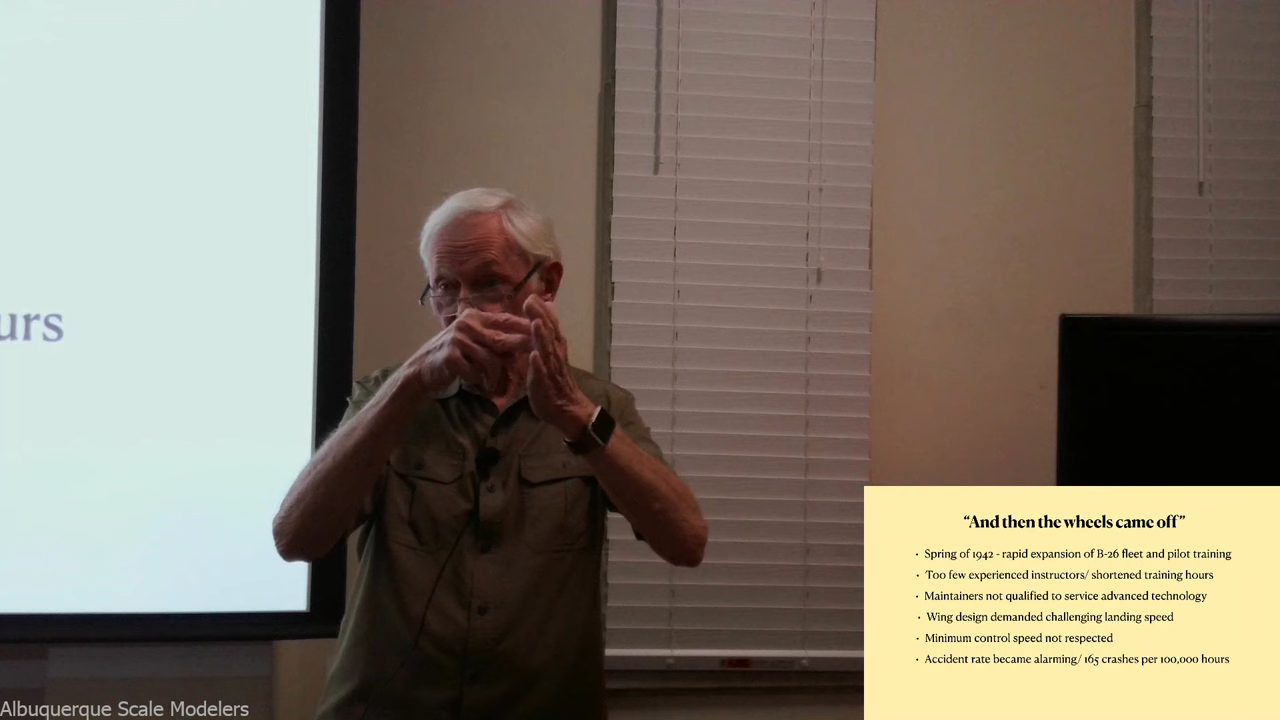 urs
“And then the wheels came off”
• Spring of 1942 - rapid expansion of B-26 fleet and pilot training
• Too few experienced instructors/ shortened training hours
• Maintainers not qualified to service advanced technology
• Wing design demanded challenging landing speed
• Minimum control speed not respected
• Accident rate became alarming/ 165 crashes per 100,000 hours
Albuquerque Scale Modelers